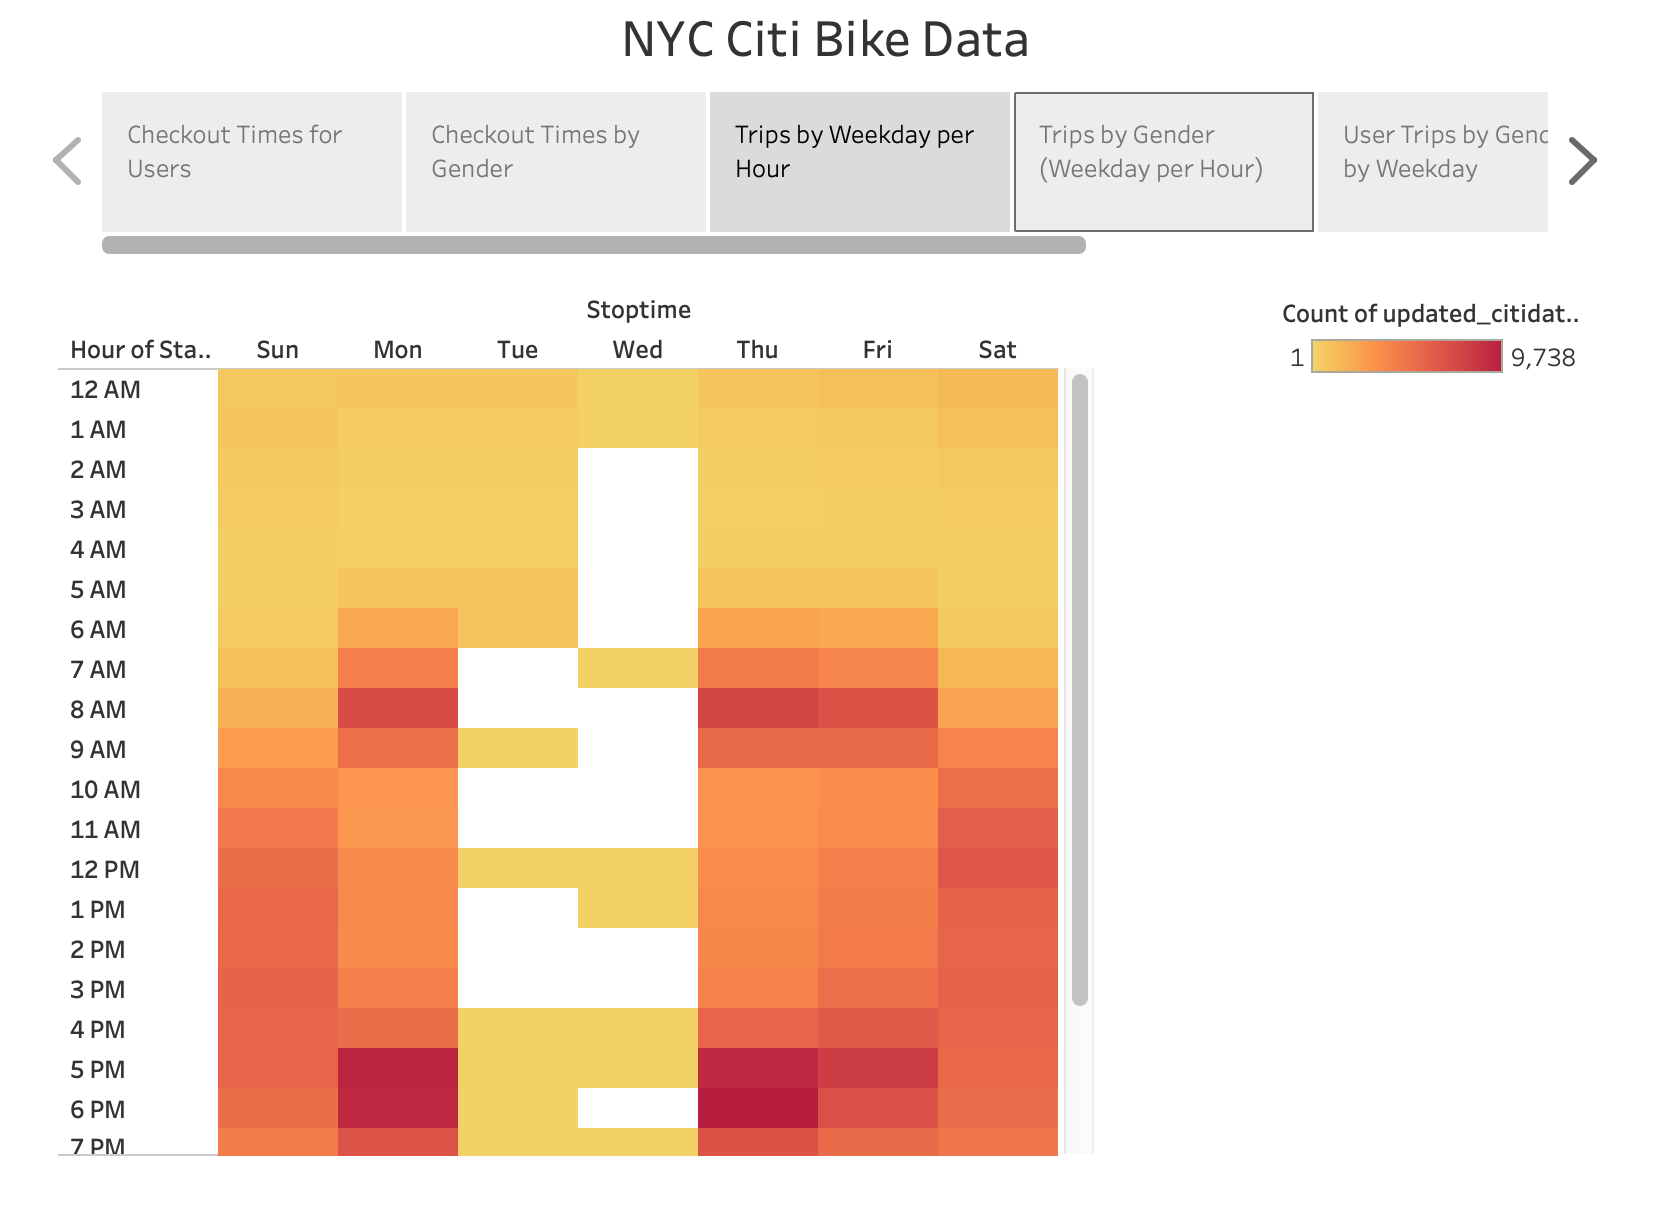 NYC Citi Bike Data
Checkout Times for
Users
Checkout Times by
Gender
Trips by Weekday per
Hour
Trips by Gender
(Weekday per Hour)
User Trips by Gend
by Weekday
Stoptime
Hour of Sta.. Sun Mon Tue Wed Thu Fri Sat
12 AM
1 AM
2 AM
3 AM
4 AM
5 AM
6 AM
7 AM
8 AM
9 AM
10 AM
11 AM
12 PM
1 PM
2 PM
3 PM
4 PM
5 PM
6 PM
7 PM
Count of updated_citidat..
1 9,738